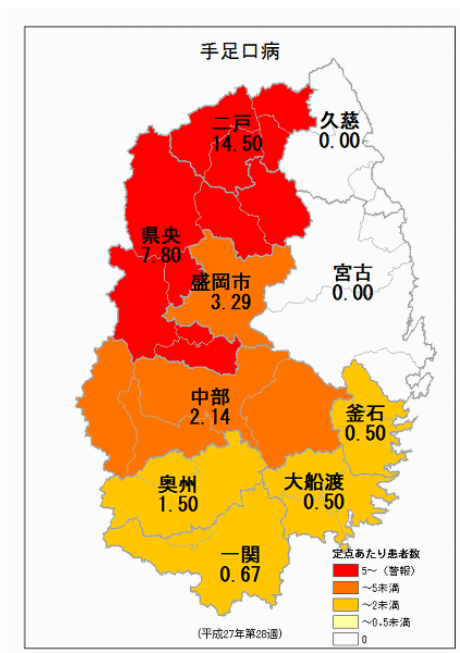 手足口病
二戸
14.50
久慈
0.00
県央
7.80
盛岡市
3.29
宮古
0.00
中部
2.14
釜石
0.50
奥州
1.50
大船渡
0.50
一関
0.67
定点あたり患者数
5～（警報）
～5未満
～2未満
～0.5未満
0
(平成27年第28週)